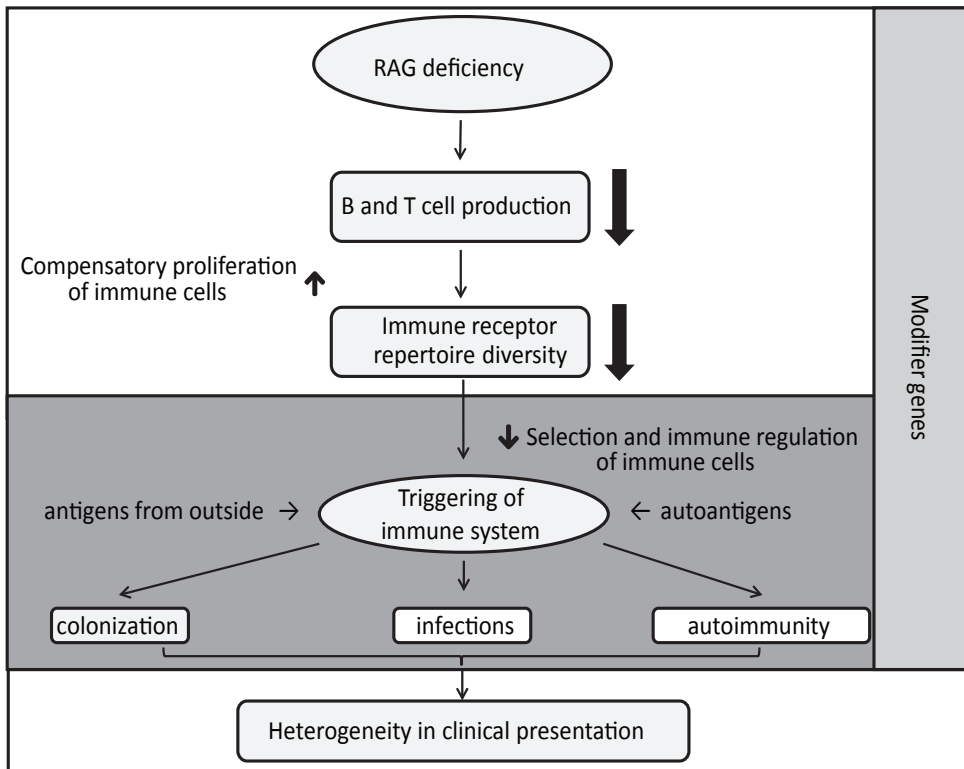 RAG deficiency
B and T cell production
Compensatory proliferation
of immune cells
Immune receptor
repertoire diversity
Selection and immune regulation
of immune cells
antigens from outside →
Triggering of
immune system
← autoantigens
colonization
infections
autoimmunity
Heterogeneity in clinical presentation
Modifier genes